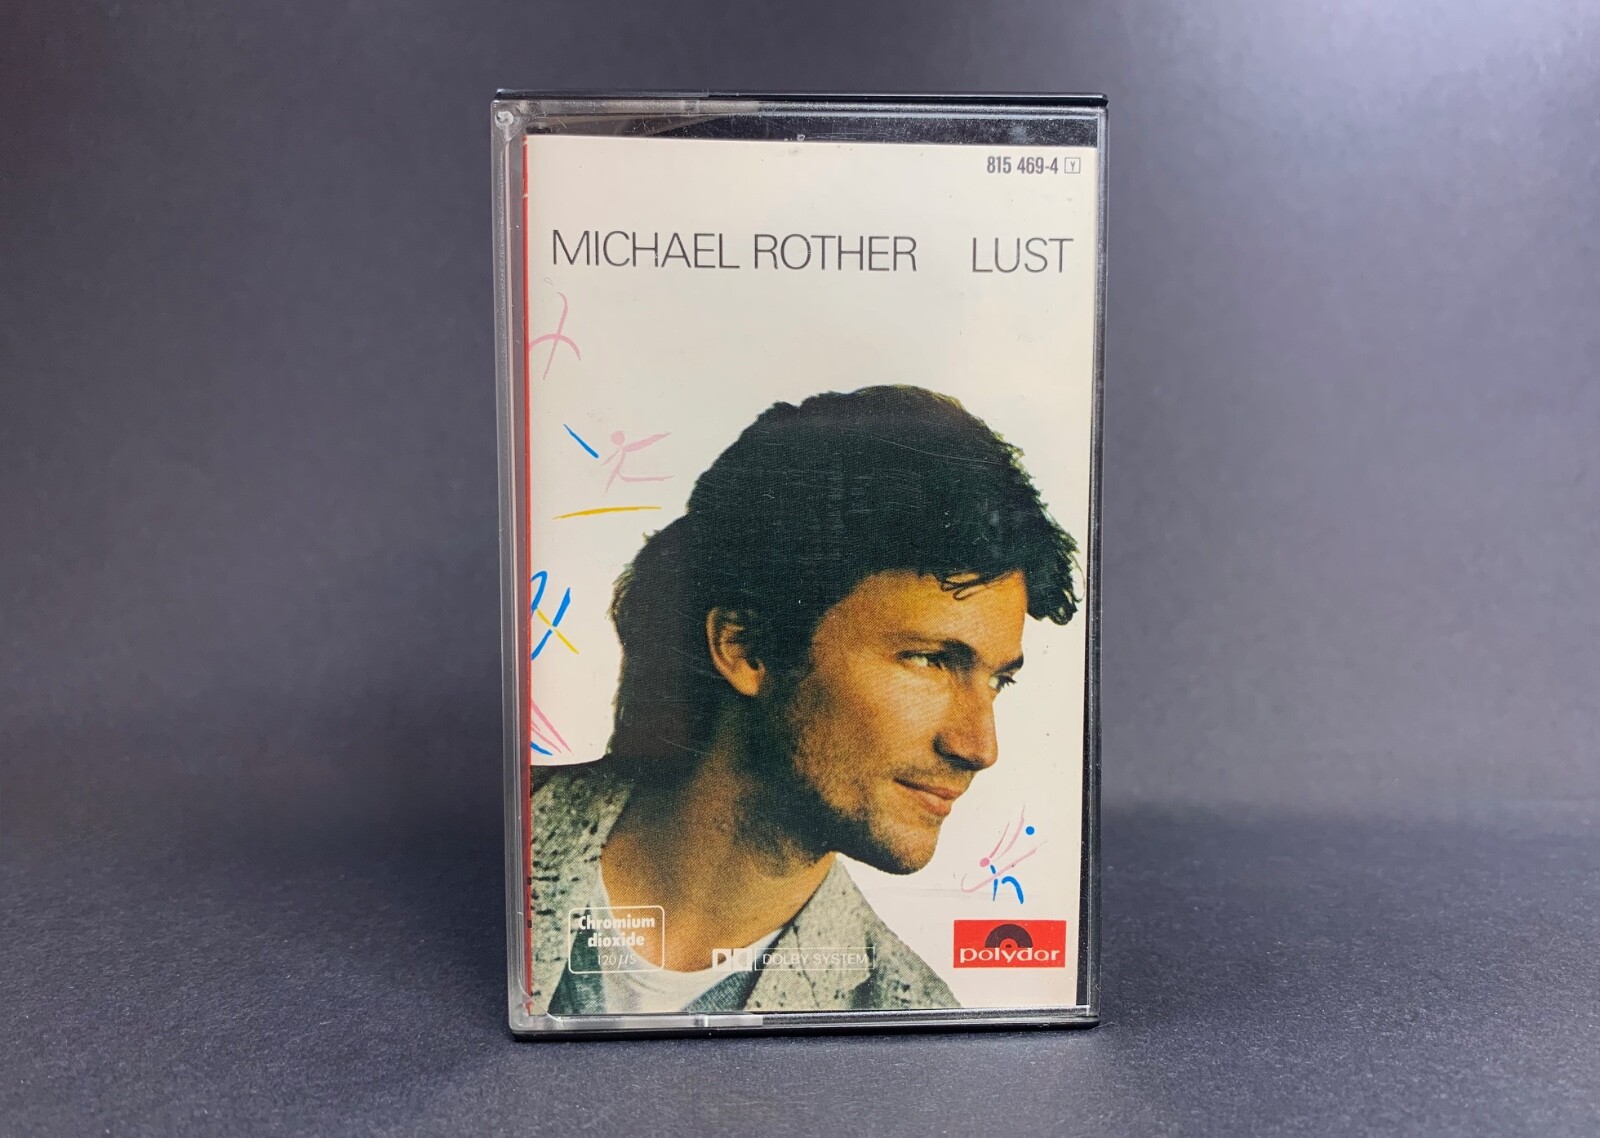 815 469-4 Y
MICHAEL ROTHER LUST
Chromium
dioxide
120 µs
DOLBY SYSTEM
polydor